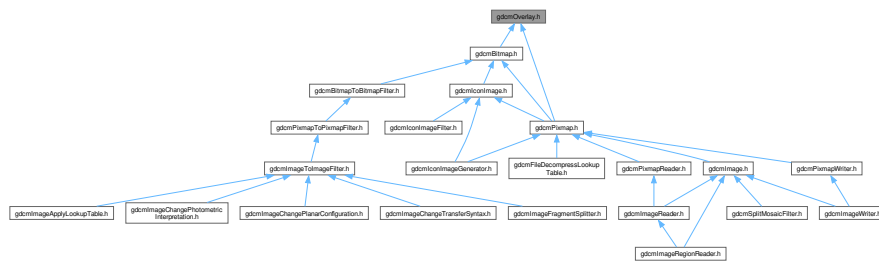 gdcmOverlay.h
gdcmBitmap.h
gdcmBitmapToBitmapFilter.h
gdcmIconImage.h
gdcmPixmapToPixmapFilter.h
gdcmIconImageFilter.h
gdcmPixmap.h
gdcmImageToImageFilter.h
gdcmIconImageGenerator.h
gdcmFileDecompressLookup
Table.h
gdcmPixmapReader.h
gdcmImage.h
gdcmPixmapWriter.h
gdcmImageApplyLookupTable.h
gdcmImageChangePhotometric
Interpretation.h
gdcmImageChangePlanarConfiguration.h
gdcmImageChangeTransferSyntax.h
gdcmImageFragmentSplitter.h
gdcmImageReader.h
gdcmSplitMosaicFilter.h
gdcmImageWriter.h
gdcmImageRegionReader.h